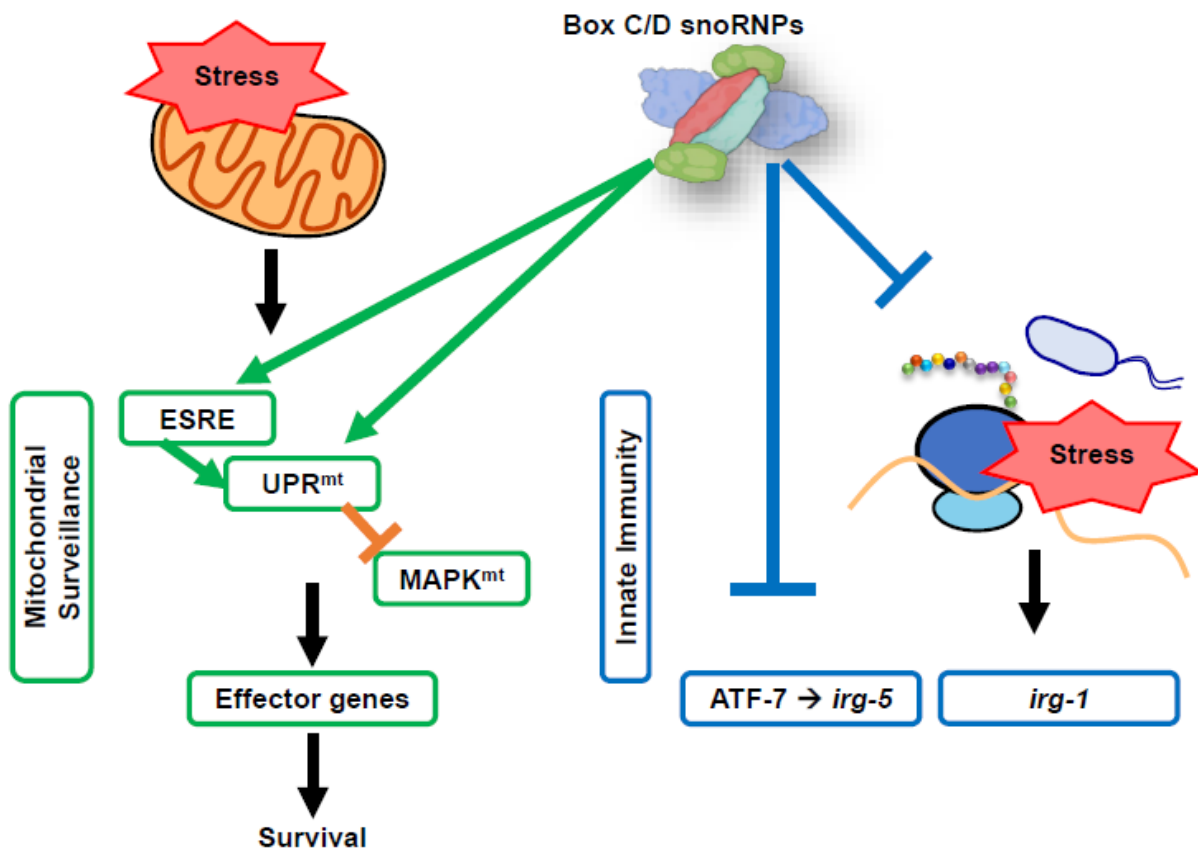 Box C/D snoRNPs
Stress
Mitochondrial
Surveillance
ESRE
UPRᵐᵗ
MAPKᵐᵗ
Effector genes
Survival
Innate Immunity
Stress
ATF-7 → irg-5
irg-1